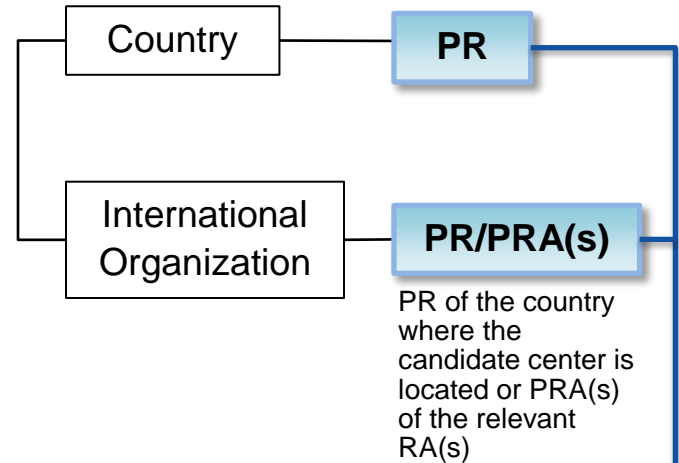 Country
PR
International
Organization
PR/PRA(s)
PR of the country
where the
candidate center is
located or PRA(s)
of the relevant
RA(s)